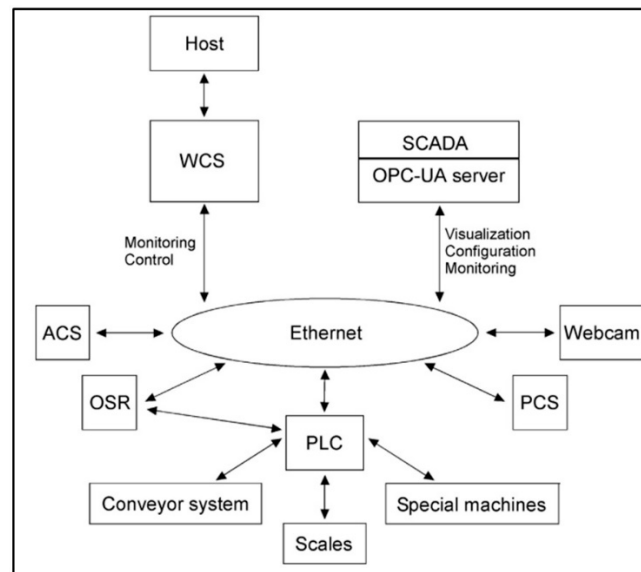 Host
WCS
SCADA
OPC-UA server
Monitoring
Control
Visualization
Configuration
Monitoring
ACS
Ethernet
Webcam
OSR
PCS
PLC
Conveyor system
Special machines
Scales